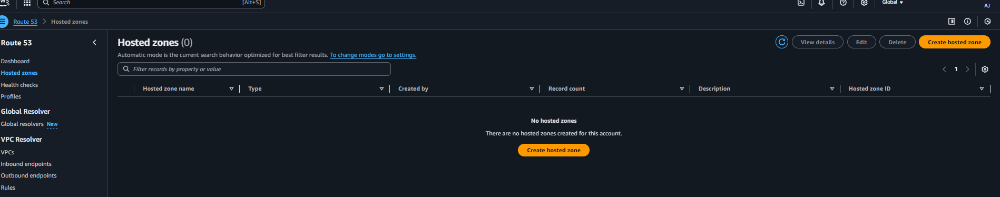 Search [Alt+S] Global AJ
Route 53 Hosted zones
Route 53
Dashboard
Hosted zones
Health checks
Profiles
Global Resolver
Global resolvers New
VPC Resolver
VPCs
Inbound endpoints
Outbound endpoints
Rules
Hosted zones (0) View details Edit Delete Create hosted zone
Automatic mode is the current search behavior optimized for best filter results. To change modes go to settings.
Filter records by property or value 1
Hosted zone name Type Created by Record count Description Hosted zone ID
No hosted zones
There are no hosted zones created for this account.
Create hosted zone